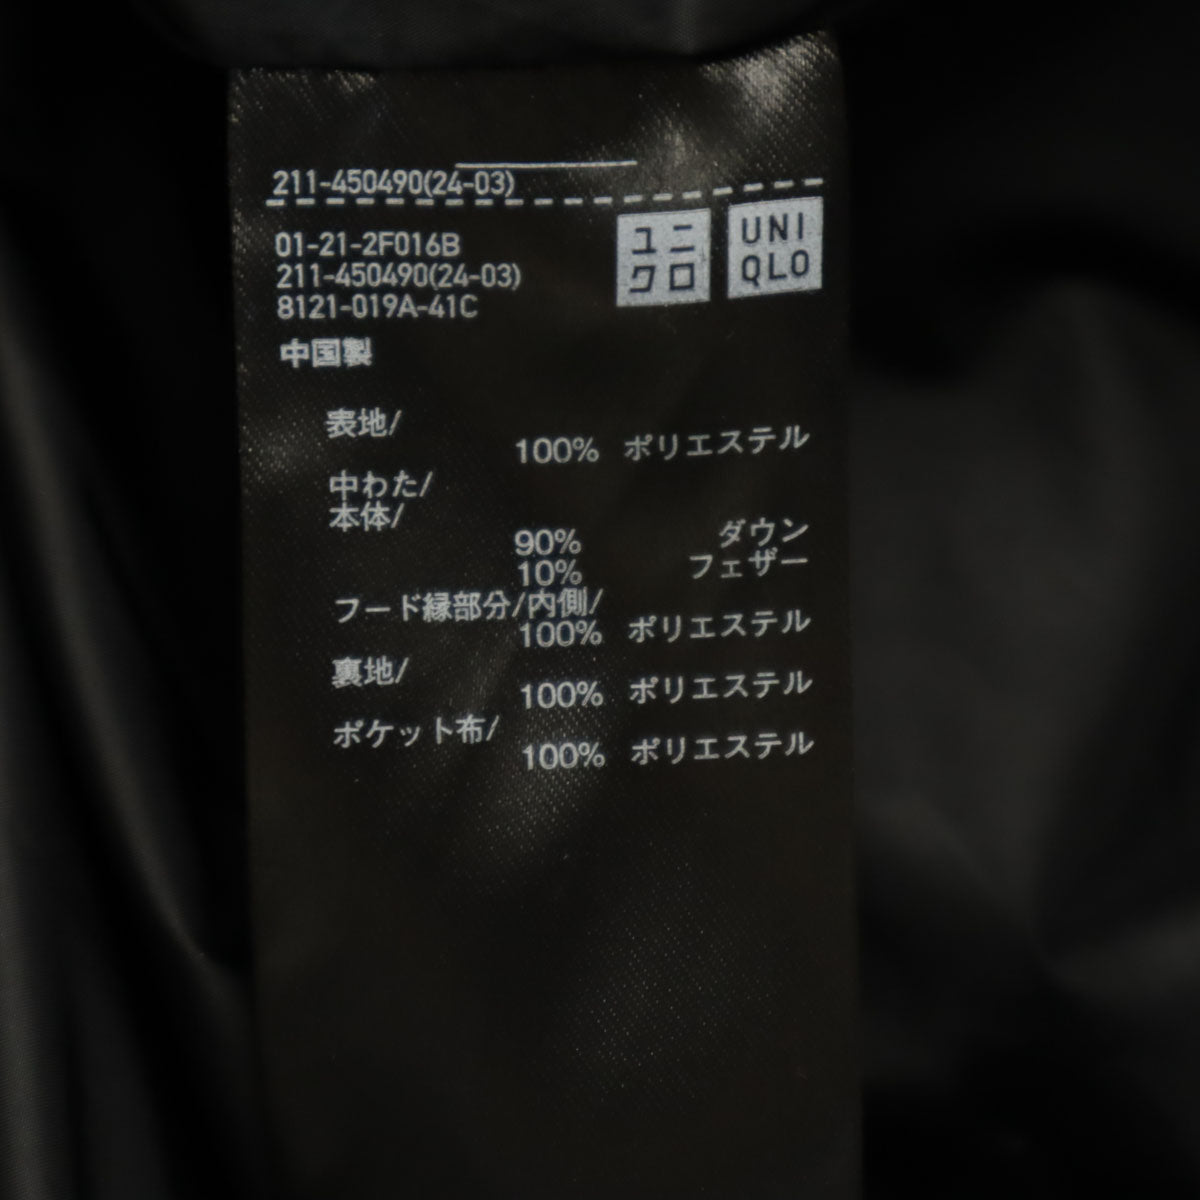 211-450490(24-03)
01-21-2F016B
211-450490(24-03)
8121-019A-41C
ユニ
クロ
UNI
QLO
中国製
表地/
100% ポリエステル
中わた/
本体/
90% ダウン
10% フェザー
フード縁部分/内側/
100% ポリエステル
裏地/
100% ポリエステル
ポケット布/
100% ポリエステル